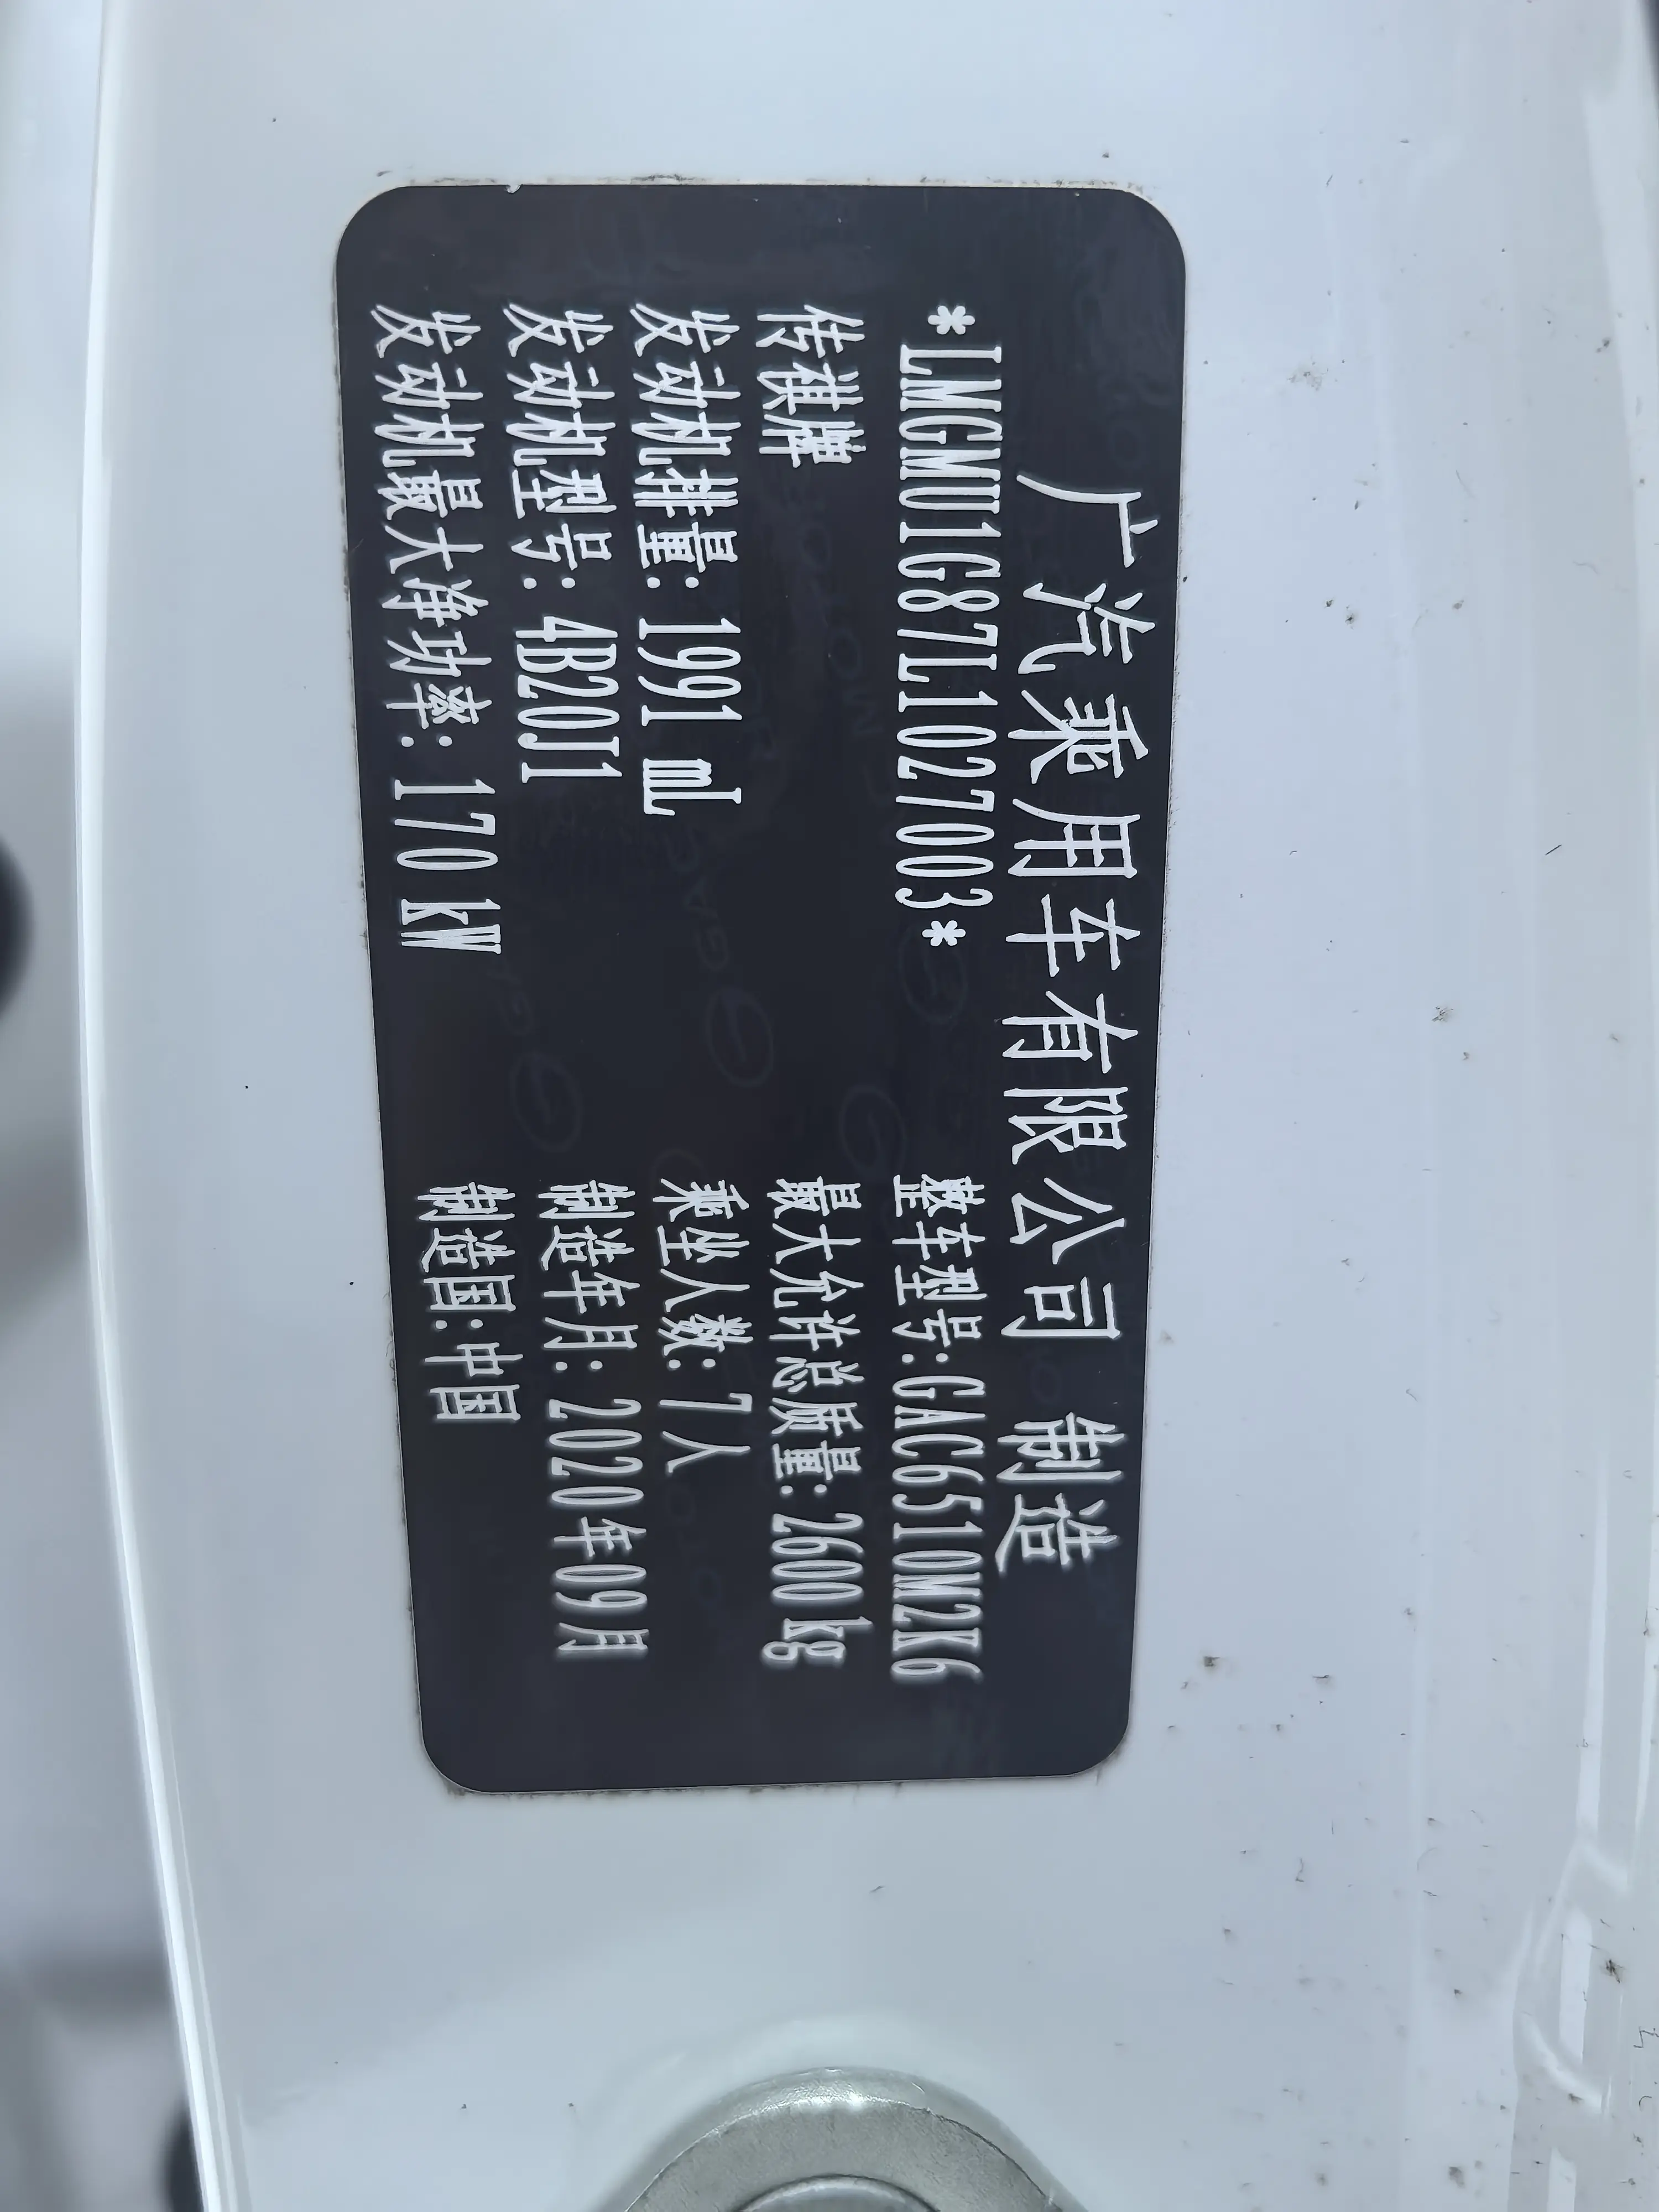 广汽乘用车有限公司 制造
*LMGMU1G87L1027003*
整车型号:GAC6510M2K6
传祺牌
最大允许总质量: 2600 kg
发动机排量: 1991 mL
乘坐人数: 7人
发动机型号: 4B20J1
制造年月: 2020年09月
发动机最大净功率: 170 kW
制造国:中国